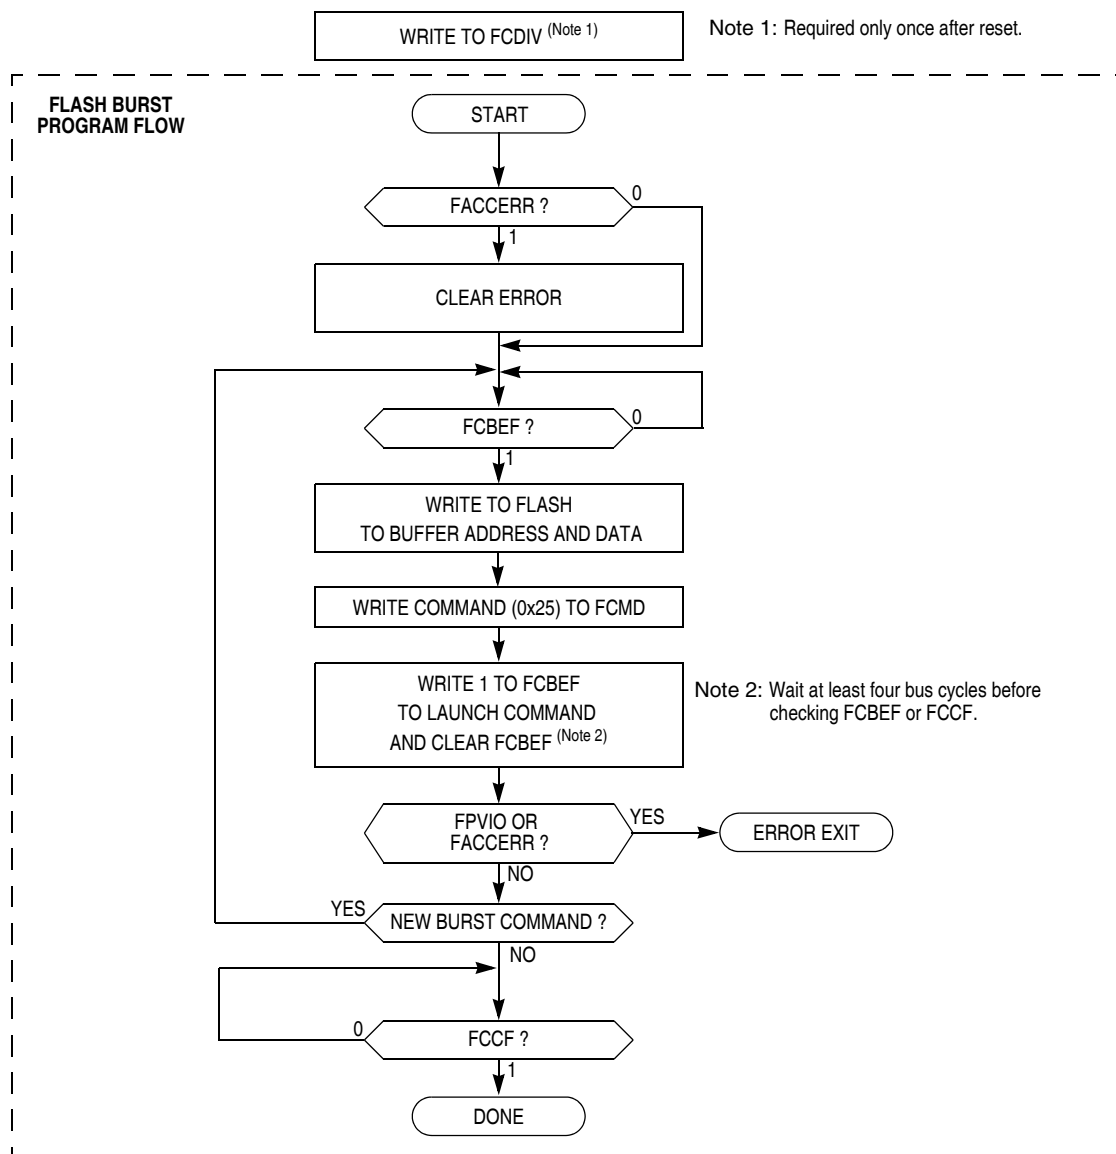 WRITE TO FCDIV (Note 1)
Note 1: Required only once after reset.
FLASH BURST
PROGRAM FLOW
START
FACCERR ?
0
1
CLEAR ERROR
FCBEF ?
0
1
WRITE TO FLASH
TO BUFFER ADDRESS AND DATA
WRITE COMMAND (0x25) TO FCMD
WRITE 1 TO FCBEF
TO LAUNCH COMMAND
AND CLEAR FCBEF (Note 2)
Note 2: Wait at least four bus cycles before
checking FCBEF or FCCF.
FPVIO OR
FACCERR ?
YES
ERROR EXIT
NO
YES
NEW BURST COMMAND ?
NO
0
FCCF ?
1
DONE